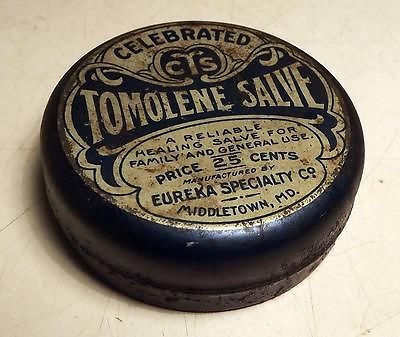 CELEBRATED
CTS
TOMOLENE SALVE
A RELIABLE
HEALING SALVE FOR
FAMILY AND GENERAL USE.
PRICE 25 CENTS
MANUFACTURED BY
EUREKA SPECIALTY CO
MIDDLETOWN, MD.